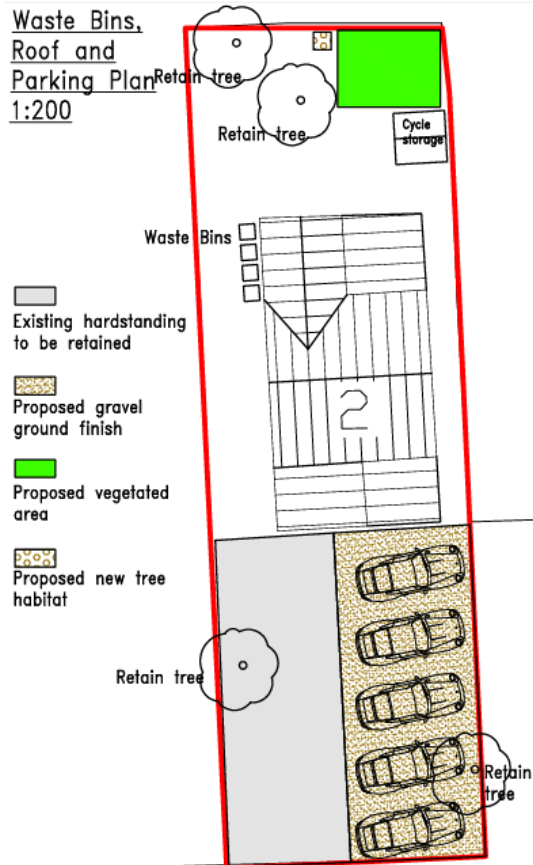 Waste Bins,
Roof and
Parking Plan
1:200
Retain tree
Retain tree
Cycle
storage
Waste Bins
Existing hardstanding
to be retained
Proposed gravel
ground finish
Proposed vegetated
area
Proposed new tree
habitat
2
Retain tree
Retain
tree